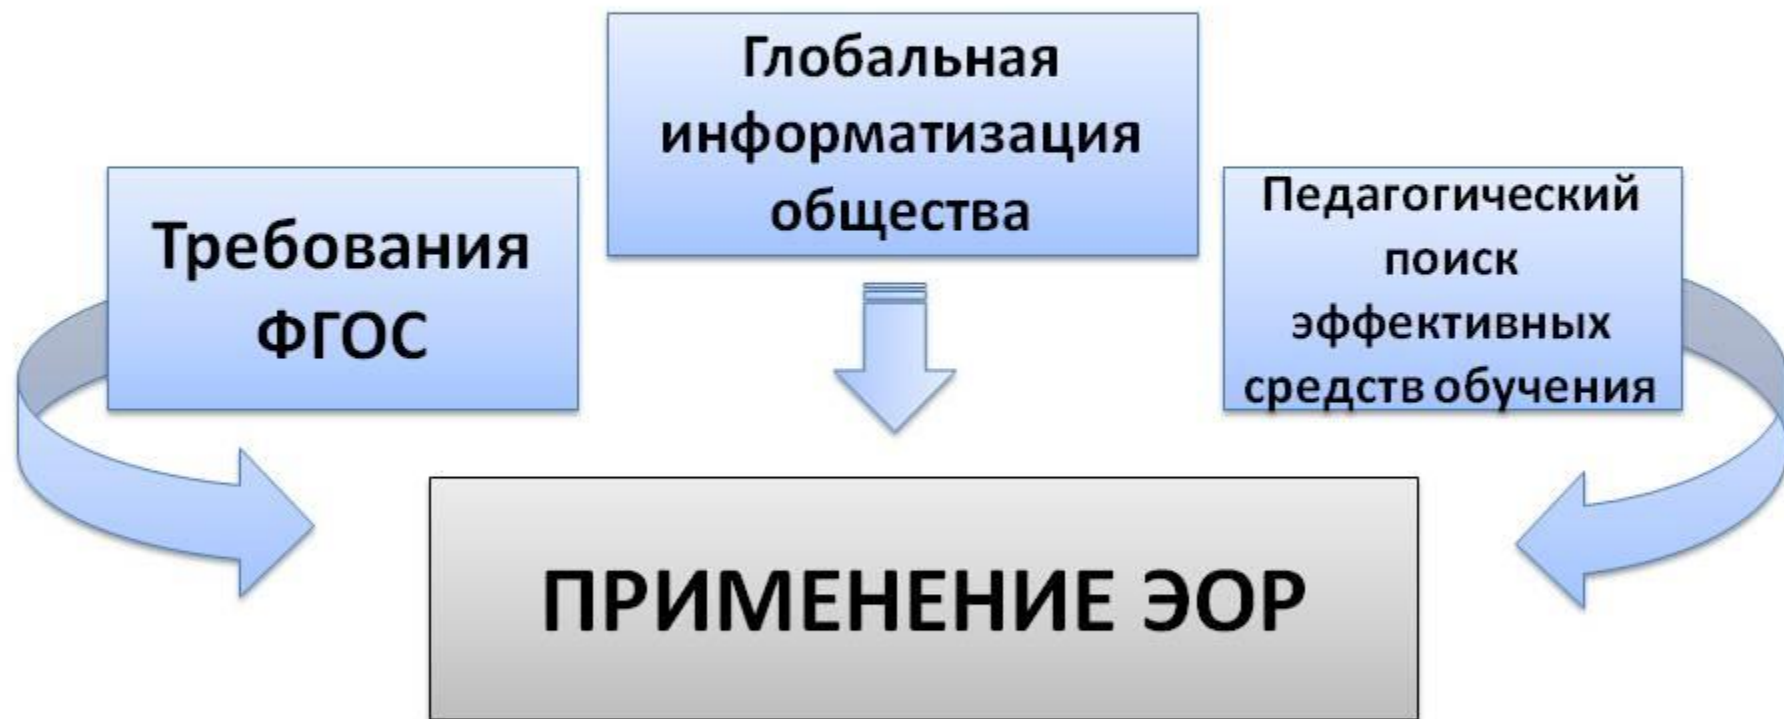 Глобальная
информатизация
общества
Требования
ФГОС
Педагогический
поиск
эффективных
средств обучения
ПРИМЕНЕНИЕ ЭОР